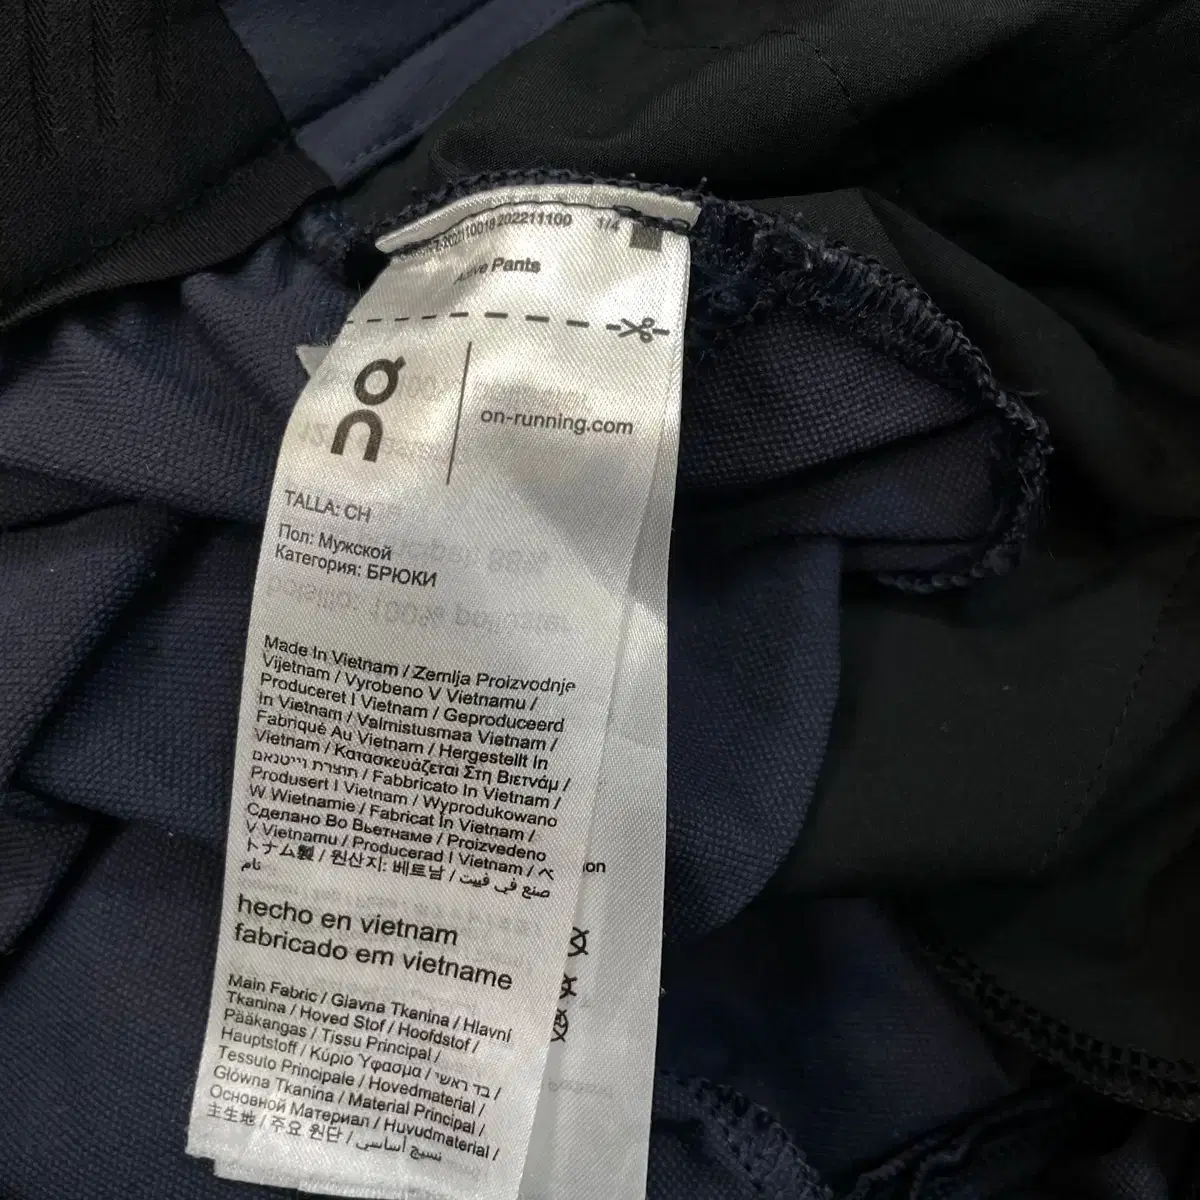 202211100 1/4
Pants
on
on-running.com
TALLA: CH
Пол: Мужской
Категория: БРЮКИ
Made In Vietnam / Zemlja Proizvodnje
Vijetnam / Vyrobeno V Vietnamu /
Produceret I Vietnam / Geproduceerd
In Vietnam / Valmistusmaa Vietnam /
Fabriqué Au Vietnam / Hergestellt In
Vietnam / Κατασκευάζεται Στη Βιετνάμ /
תוצרת וייטנאם / Fabbricato In Vietnam /
Produsert I Vietnam / Wyprodukowano
W Wietnamie / Fabricat În Vietnam /
Сделано Во Вьетнаме / Proizvedeno
V Vietnamu / Producerad I Vietnam / ベ
トナム製 / 원산지: 베트남 / صنع في فييت
نام
hecho en vietnam
fabricado em vietname
Main Fabric / Glavna Tkanina / Hlavní
Tkanina / Hoved Stof / Hoofdstof /
Pääkangas / Tissu Principal /
Hauptstoff / Κύριο Ύφασμα / בד ראשי /
Tessuto Principale / Hovedmaterial /
Główna Tkanina / Material Principal /
Основной Материал / Huvudmaterial /
主生地 / 주요 원단 / نسيج أساسي